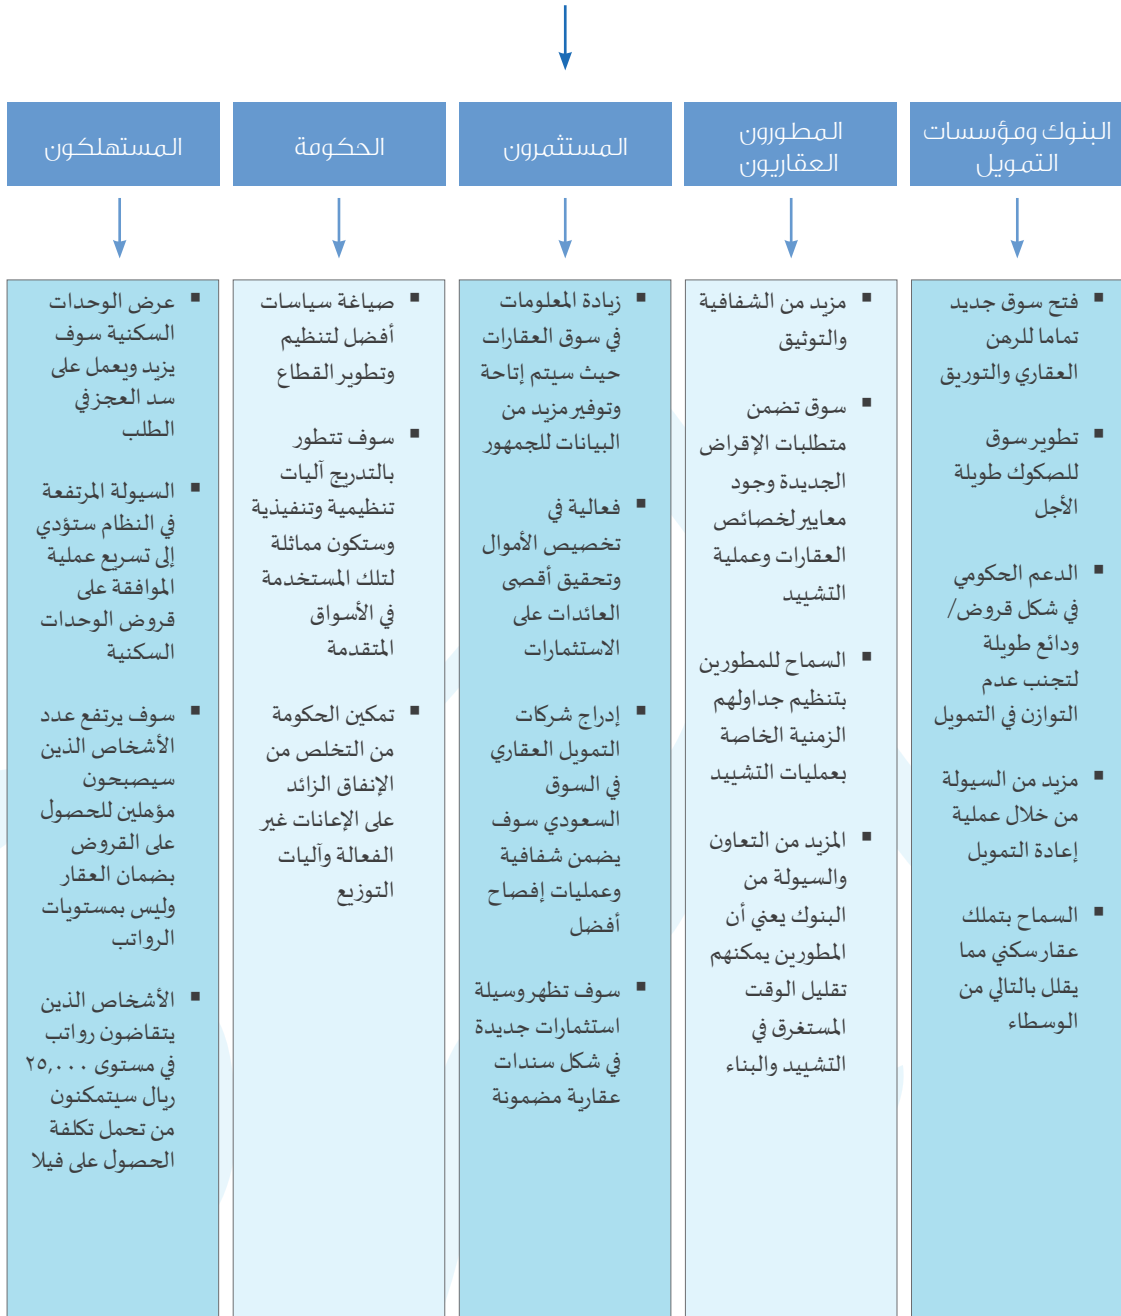 البنوك ومؤسسات
التمويل
فتح سوق جديد
تماما للرهن
العقاري والتوريق
تطوير سوق
للصكوك طويلة
الأجل
الدعم الحكومي
في شكل قروض/
ودائع طويلة
لتجنب عدم
التوازن في التمويل
مزيد من السيولة
من خلال عملية
إعادة التمويل
السماح بتملك
عقار سكني مما
يقلل بالتالي من
الوسطاء
المطورون
العقاريون
مزيد من الشفافية
والتوثيق
سوق تضمن
متطلبات الإقراض
الجديدة وجود
معايير لخصائص
العقارات وعملية
التشييد
السماح للمطورين
بتنظيم جداولهم
الزمنية الخاصة
بعمليات التشييد
المزيد من التعاون
والسيولة من
البنوك يعني أن
المطورين يمكنهم
تقليل الوقت
المستغرق في
التشييد والبناء
المستثمرون
زيادة المعلومات
في سوق العقارات
حيث سيتم إتاحة
وتوفير مزيد من
البيانات للجمهور
فعالية في
تخصيص الأموال
وتحقيق أقصى
العائدات على
الاستثمارات
إدراج شركات
التمويل العقاري
في السوق
السعودي سوف
يضمن شفافية
وعمليات إفصاح
أفضل
سوف تظهر وسيلة
استثمارات جديدة
في شكل سندات
عقارية مضمونة
الحكومة
صياغة سياسات
أفضل لتنظيم
وتطوير القطاع
سوف تتطور
بالتدريج آليات
تنظيمية وتنفيذية
وستكون مماثلة
لتلك المستخدمة
في الأسواق
المتقدمة
تمكين الحكومة
من التخلص من
الإنفاق الزائد
على الإعانات غير
الفعالة وآليات
التوزيع
المستهلكون
عرض الوحدات
السكنية سوف
يزيد ويعمل على
سد العجز في
الطلب
السيولة المرتفعة
في النظام ستؤدي
إلى تسريع عملية
الموافقة على
قروض الوحدات
السكنية
سوف يرتفع عدد
الأشخاص الذين
سيصبحون
مؤهلين للحصول
على القروض
بضمان العقار
وليس بمستويات
الرواتب
الأشخاص الذين
يتقاضون رواتب
في مستوى ٢٥,٠٠٠
ريال سيتمكنون
من تحمل تكلفة
الحصول على فيلا